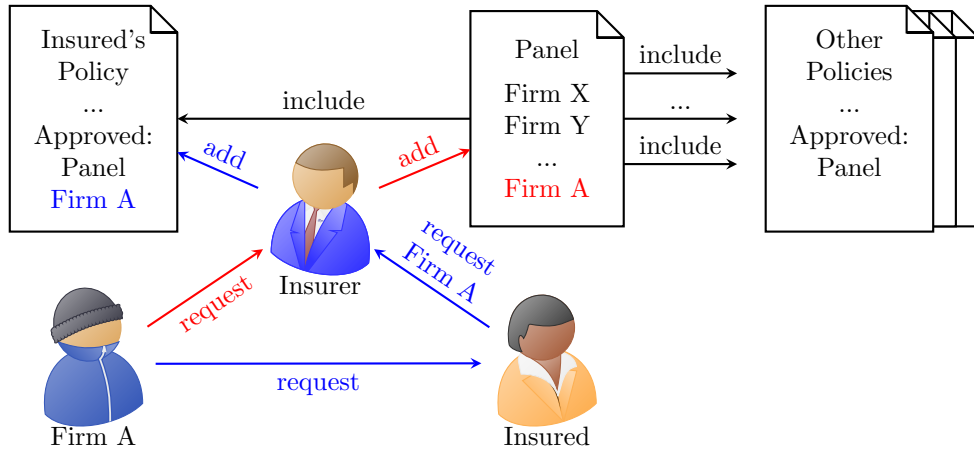 Insured's
Policy
...
Approved:
Panel
Firm A
include
Panel
Firm X
Firm Y
...
Firm A
include
...
include
Other
Policies
...
Approved:
Panel
add
add
Insurer
request
request
Firm A
request
Firm A
Insured